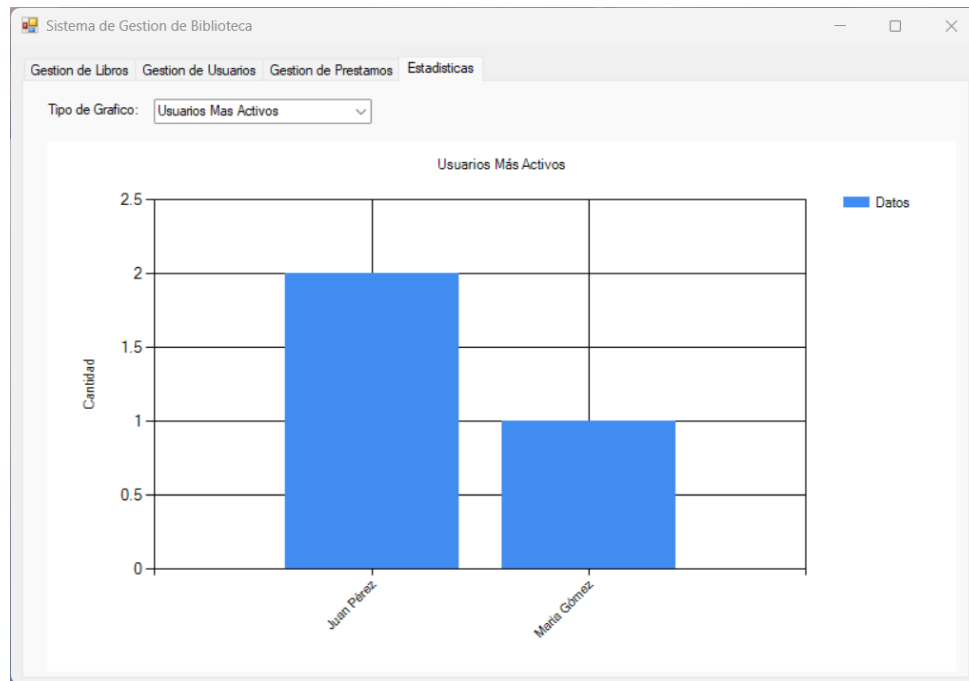 Sistema de Gestion de Biblioteca
Gestion de Libros Gestion de Usuarios Gestion de Prestamos Estadisticas
Tipo de Grafico: Usuarios Mas Activos
Usuarios Más Activos
Datos
2.5
2
1.5
1
0.5
0
Cantidad
Juan Pérez
María Gómez